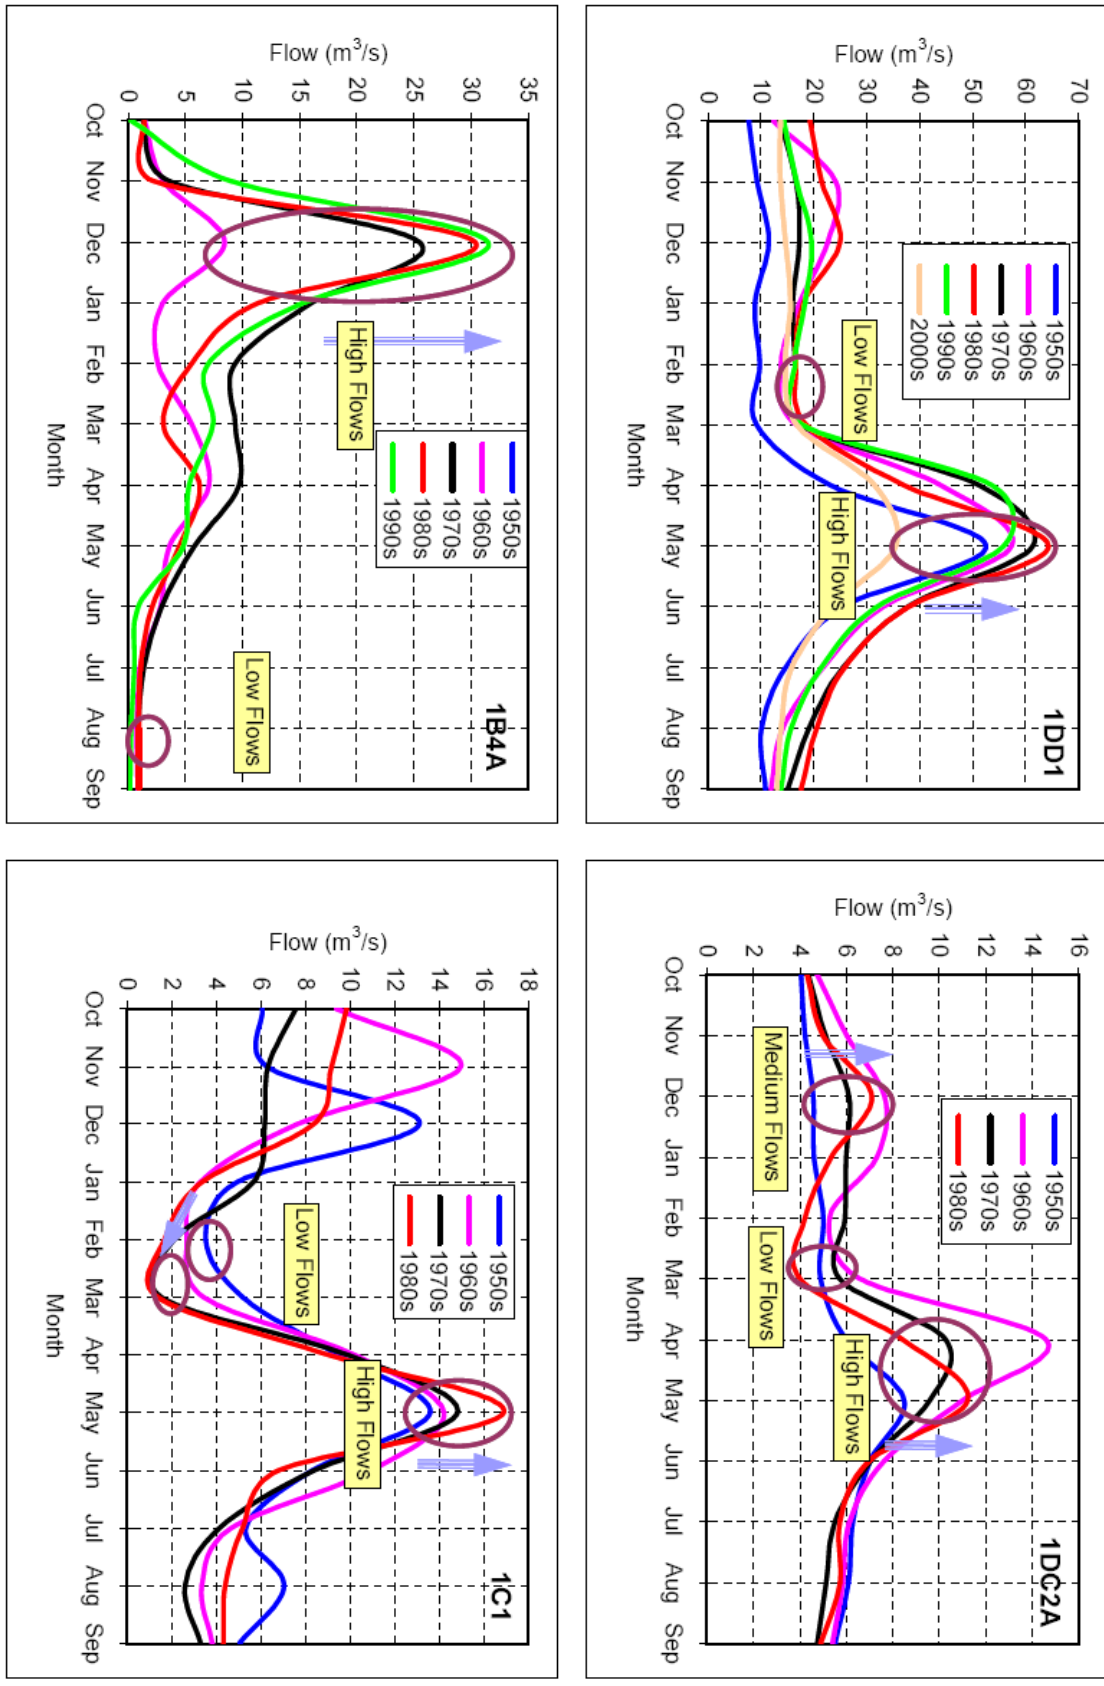 1DD1
Flow (m³/s)
70
60
50
40
30
20
10
0
1950s
1960s
1970s
1980s
1990s
2000s
Low Flows
High Flows
Oct Nov Dec Jan Feb Mar Apr May Jun Jul Aug Sep
Month
1DC2A
Flow (m³/s)
16
14
12
10
8
6
4
2
0
1950s
1960s
1970s
1980s
Medium Flows
Low Flows
High Flows
Oct Nov Dec Jan Feb Mar Apr May Jun Jul Aug Sep
Month
1B4A
Flow (m³/s)
35
30
25
20
15
10
5
0
1950s
1960s
1970s
1980s
1990s
High Flows
Low Flows
Oct Nov Dec Jan Feb Mar Apr May Jun Jul Aug Sep
Month
1C1
Flow (m³/s)
18
16
14
12
10
8
6
4
2
0
1950s
1960s
1970s
1980s
Low Flows
High Flows
Oct Nov Dec Jan Feb Mar Apr May Jun Jul Aug Sep
Month